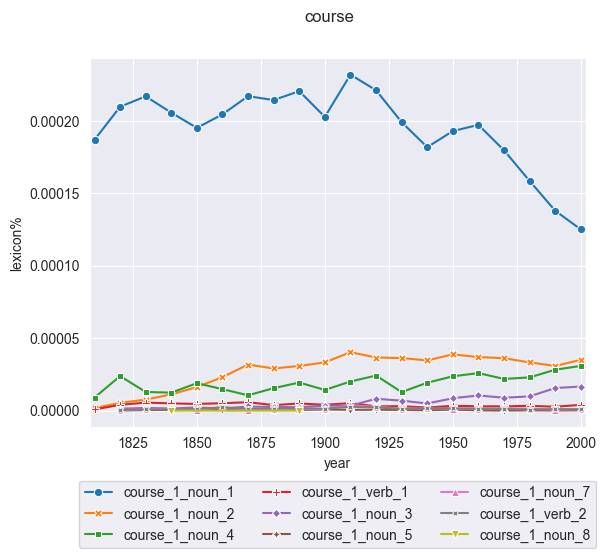 course
0.00020
0.00015
0.00010
0.00005
0.00000
lexicon%
1825 1850 1875 1900 1925 1950 1975 2000
year
course_1_noun_1 course_1_verb_1 course_1_noun_7
course_1_noun_2 course_1_noun_3 course_1_verb_2
course_1_noun_4 course_1_noun_5 course_1_noun_8